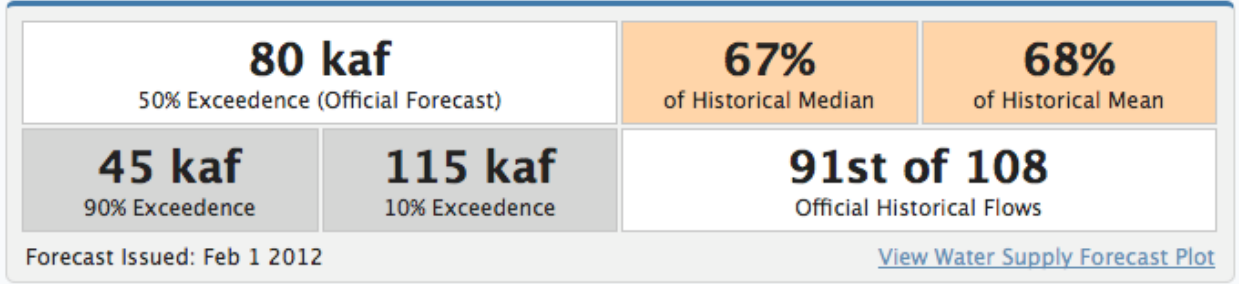 80 kaf
50% Exceedence (Official Forecast)
67%
of Historical Median
68%
of Historical Mean
45 kaf
90% Exceedence
115 kaf
10% Exceedence
91st of 108
Official Historical Flows
Forecast Issued: Feb 1 2012
View Water Supply Forecast Plot